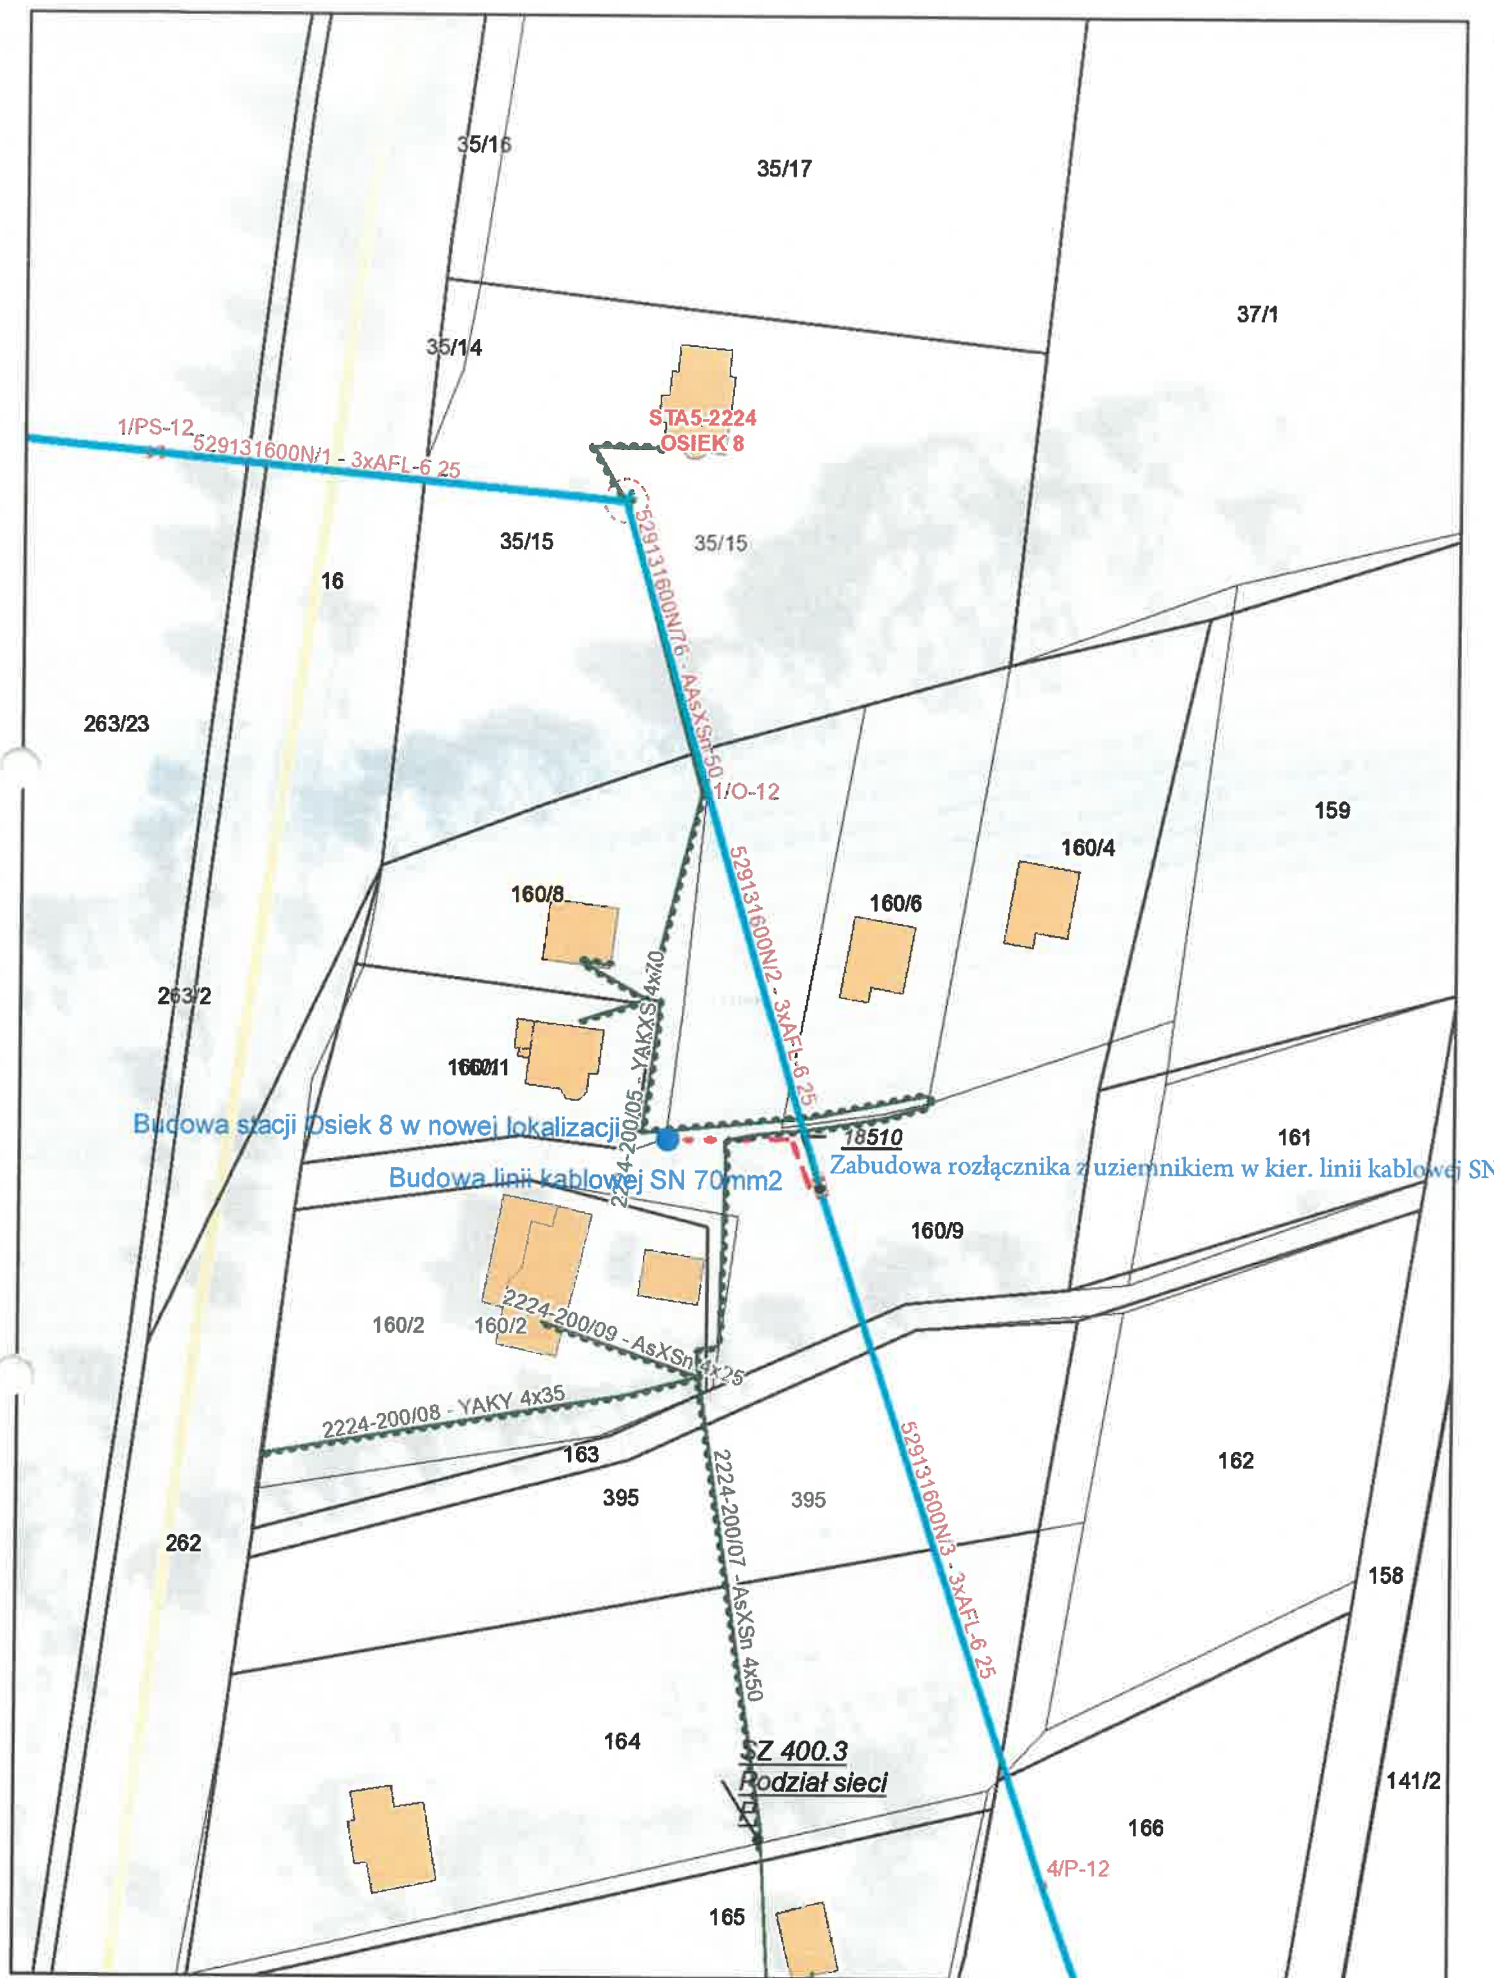 35/16
35/17
37/1
35/14
STA5-2224
OSIEK 8
1/PS-12
529131600N/1 - 3xAFL-6 25
35/15
35/15
16
529131600N/76 - AAsXSn 50
263/23
1/O-12
159
160/4
160/8
160/6
529131600N/2 - 3xAFL-6 25
263/2
2224-200/05 - YAKXS 4x70
Budowa stacji Osiek 8 w nowej lokalizacji
18510
161
Zabudowa rozłącznika z uziemnikiem w kier. linii kablowej SN
Budowa linii kablowej SN 70mm2
160/9
160/2
160/2
2224-200/09 - AsXSn 4x25
2224-200/08 - YAKY 4x35
163
162
395
395
529131600N/3 - 3xAFL-6 25
2224-200/07 - AsXSn 4x50
262
158
164
SZ 400.3
Podział sieci
P
141/2
166
4/P-12
165